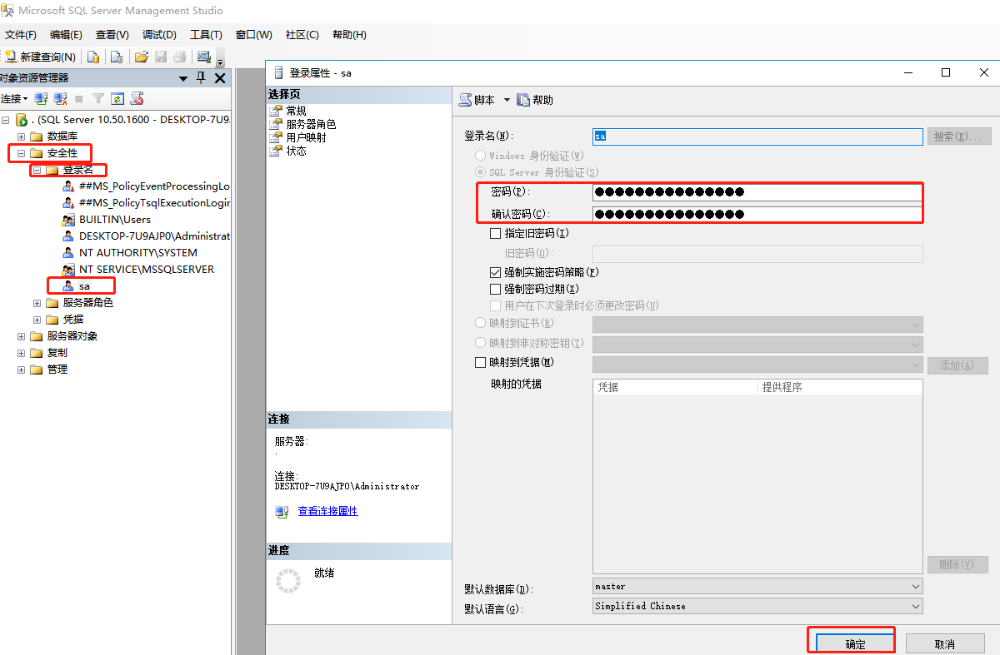 Microsoft SQL Server Management Studio
文件(F) 编辑(E) 查看(V) 调试(D) 工具(T) 窗口(W) 社区(C) 帮助(H)
新建查询(N)
对象资源管理器
连接
. (SQL Server 10.50.1600 - DESKTOP-7U9A
数据库
安全性
登录名
##MS_PolicyEventProcessingLo
##MS_PolicyTsqlExecutionLogin
BUILTIN\Users
DESKTOP-7U9AJP0\Administrat
NT AUTHORITY\SYSTEM
NT SERVICE\MSSQLSERVER
sa
服务器角色
凭据
服务器对象
复制
管理
登录属性 - sa
选择页
常规
服务器角色
用户映射
状态
连接
服务器:
.
连接:
DESKTOP-7U9AJP0\Administrator
查看连接属性
进度
就绪
脚本 帮助
登录名(N): sa 搜索(E)...
Windows 身份验证(W)
SQL Server 身份验证(S)
密码(P): ●●●●●●●●●●●●●●●
确认密码(C): ●●●●●●●●●●●●●●●
指定旧密码(I)
旧密码(O):
强制实施密码策略(F)
强制密码过期(X)
用户在下次登录时必须更改密码(U)
映射到证书(R)
映射到非对称密钥(T)
映射到凭据(M) 添加(A)
映射的凭据 凭据 提供程序
删除(V)
默认数据库(D): master
默认语言(G): Simplified Chinese
确定 取消